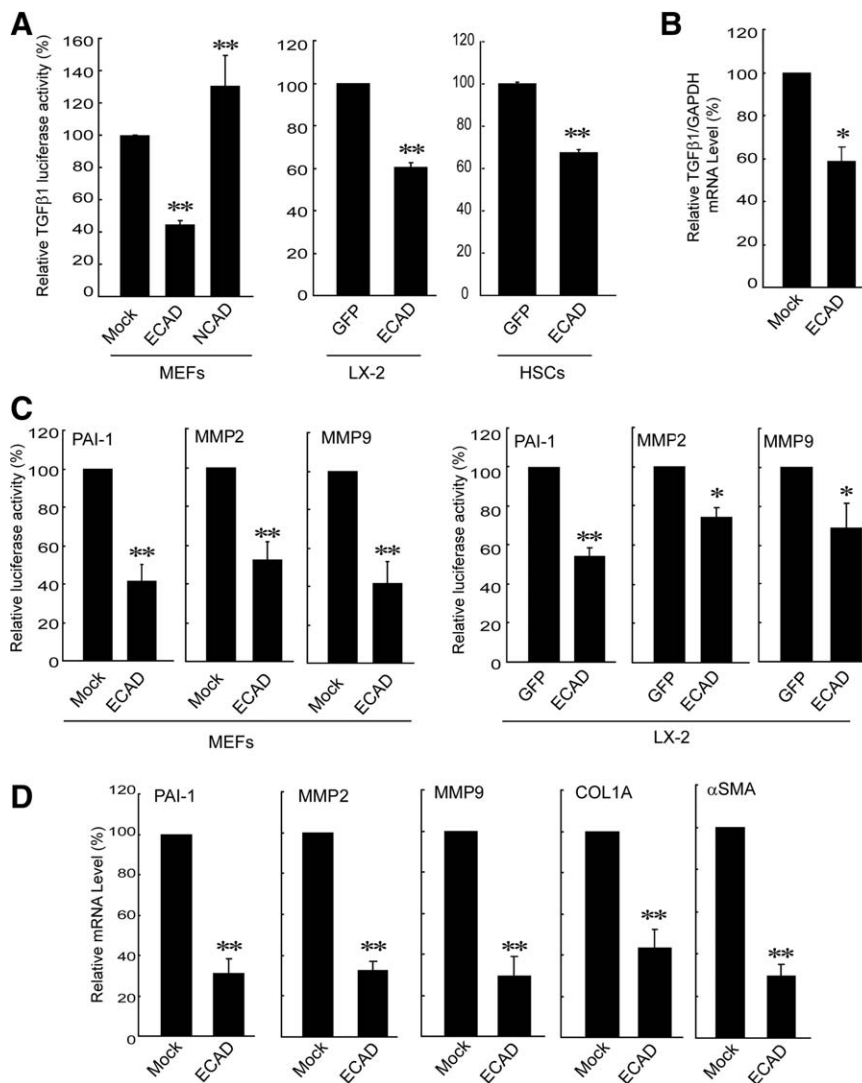 A
Relative TGFβ1 luciferase activity (%)
160
140
120
100
80
60
40
20
0
**
**
Mock
ECAD
NCAD
MEFs
120
100
80
60
40
20
0
**
GFP
ECAD
LX-2
120
100
80
60
40
20
0
**
GFP
ECAD
HSCs
B
Relative TGFβ1/GAPDH
mRNA Level (%)
120
100
80
60
40
20
0
*
Mock
ECAD
C
Relative luciferase activity (%)
120
100
80
60
40
20
0
PAI-1
**
Mock
ECAD
MMP2
**
Mock
ECAD
MMP9
**
Mock
ECAD
MEFs
Relative luciferase activity (%)
120
100
80
60
40
20
0
PAI-1
**
GFP
ECAD
MMP2
*
GFP
ECAD
MMP9
*
GFP
ECAD
LX-2
D
Relative mRNA Level (%)
120
100
80
60
40
20
0
PAI-1
**
Mock
ECAD
MMP2
**
Mock
ECAD
MMP9
**
Mock
ECAD
COL1A
**
Mock
ECAD
αSMA
**
Mock
ECAD